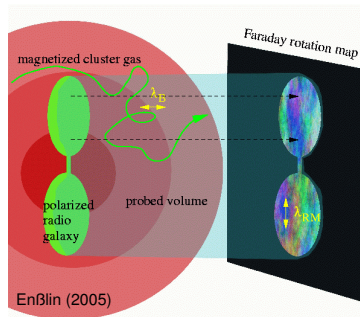 magnetized cluster gas
Faraday rotation map
λB
polarized
radio
galaxy
probed volume
λRM
Enßlin (2005)